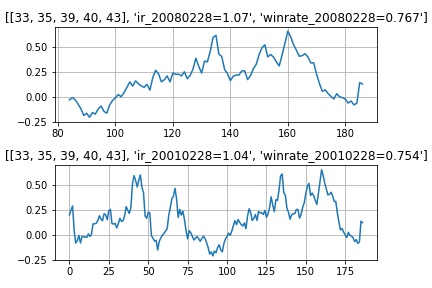 [[33, 35, 39, 40, 43], 'ir_20080228=1.07', 'winrate_20080228=0.767']
0.50
0.25
0.00
−0.25
80 100 120 140 160 180
[[33, 35, 39, 40, 43], 'ir_20010228=1.04', 'winrate_20010228=0.754']
0.50
0.25
0.00
−0.25
0 25 50 75 100 125 150 175